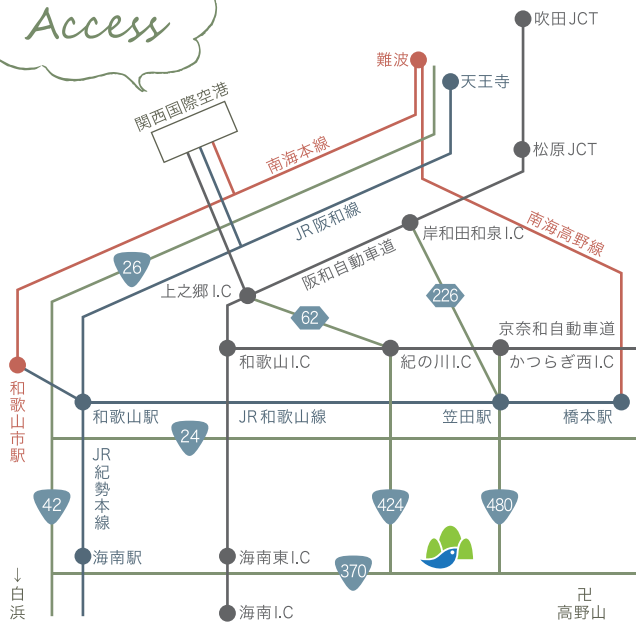 Access
吹田JCT
難波
天王寺
関西国際空港
松原JCT
南海本線
JR阪和線
南海高野線
岸和田和泉I.C
阪和自動車道
26
上之郷I.C
226
62
京奈和自動車道
和歌山I.C
紀の川I.C
かつらぎ西I.C
和歌山市駅
和歌山駅
JR和歌山線
笠田駅
橋本駅
24
JR紀勢本線
42
424
480
海南駅
海南東I.C
370
↓白浜
海南I.C
卍
高野山